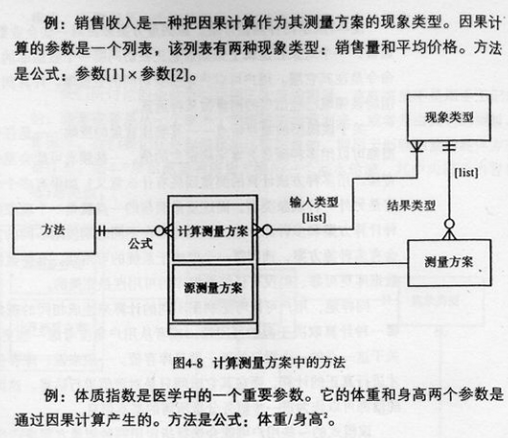 例：销售收入是一种把因果计算作为其测量方案的现象类型。因果计
算的参数是一个列表，该列表有两种现象类型：销售量和平均价格。方法
是公式：参数[1]×参数[2]。
现象类型
[list]
输入类型
[list]
结果类型
方法
公式
计算测量方案
测量方案
源测量方案
图4-8 计算测量方案中的方法
例：体质指数是医学中的一个重要参数。它的体重和身高两个参数是
通过因果计算产生的。方法是公式：体重/身高²。